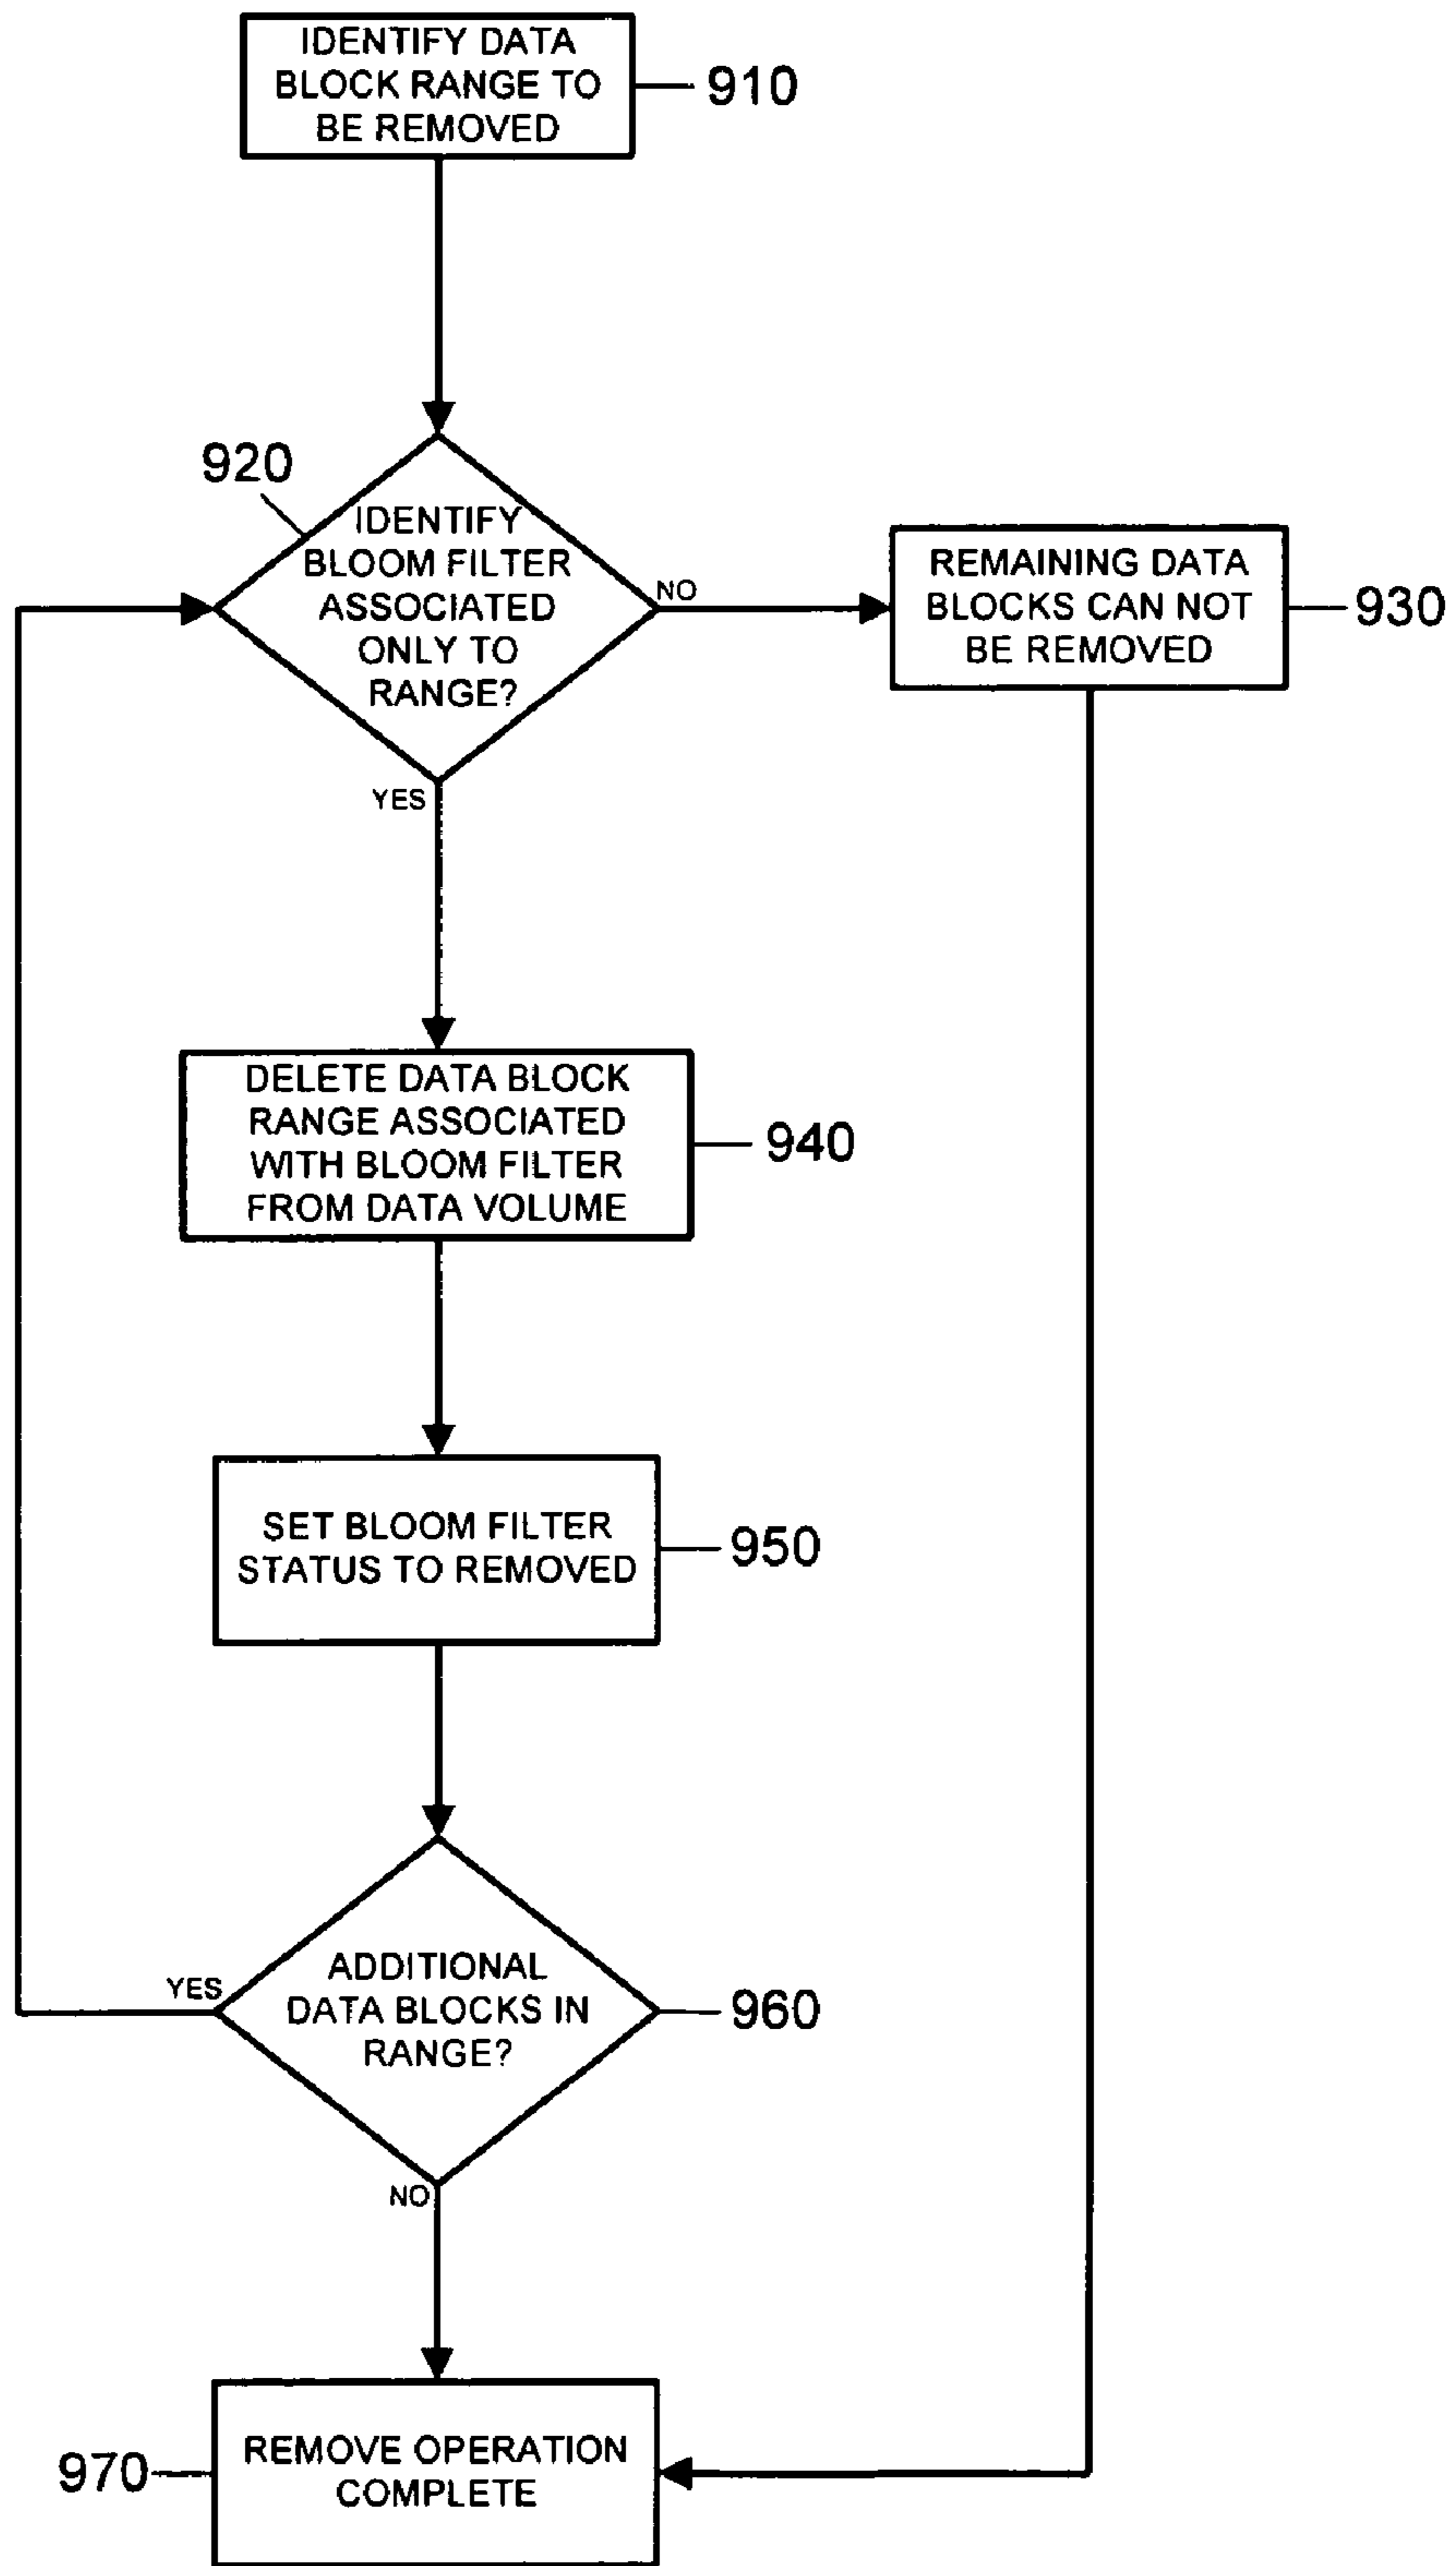 IDENTIFY DATA
BLOCK RANGE TO
BE REMOVED
910
920
IDENTIFY
BLOOM FILTER
ASSOCIATED
ONLY TO
RANGE?
NO
YES
REMAINING DATA
BLOCKS CAN NOT
BE REMOVED
930
DELETE DATA BLOCK
RANGE ASSOCIATED
WITH BLOOM FILTER
FROM DATA VOLUME
940
SET BLOOM FILTER
STATUS TO REMOVED
950
YES
ADDITIONAL
DATA BLOCKS IN
RANGE?
960
NO
970
REMOVE OPERATION
COMPLETE